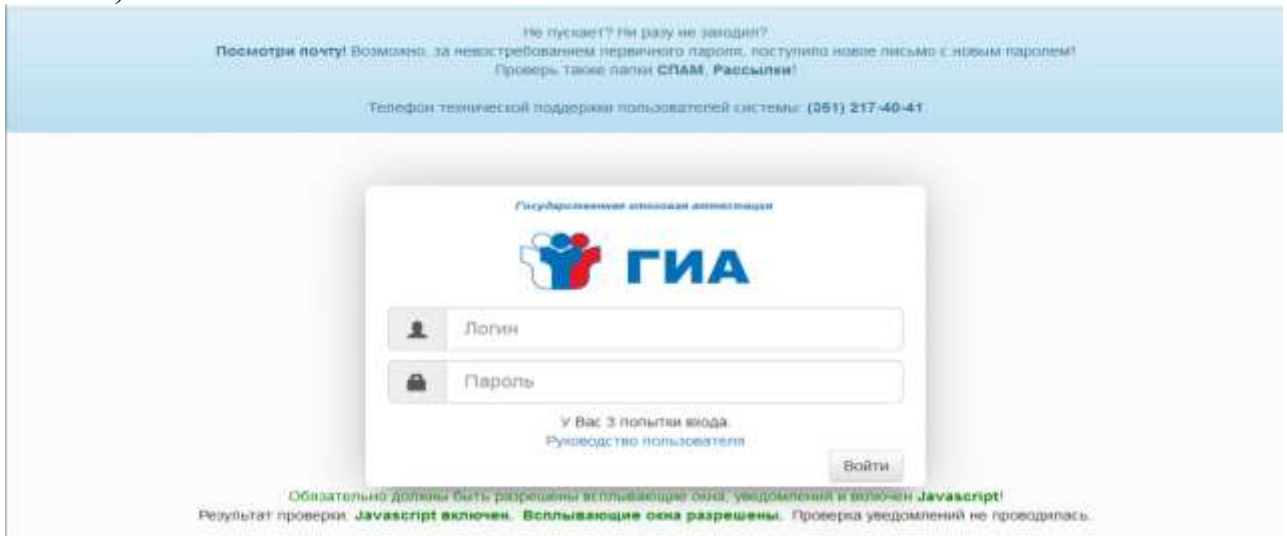 Не пускает? Ни разу не заходил?
Посмотри почту! Возможно, за невостребованием первичного пароля, поступило новое письмо с новым паролем!
Проверь также папки СПАМ, Рассылки!
Телефон технической поддержки пользователей системы: (351) 217-40-41
Государственная итоговая аттестация
ГИА
Логин
Пароль
У Вас 3 попытки входа.
Руководство пользователя
Войти
Обязательно должны быть разрешены всплывающие окна, уведомления и включен Javascript!
Результат проверки: Javascript включен. Всплывающие окна разрешены. Проверка уведомлений не проводилась.